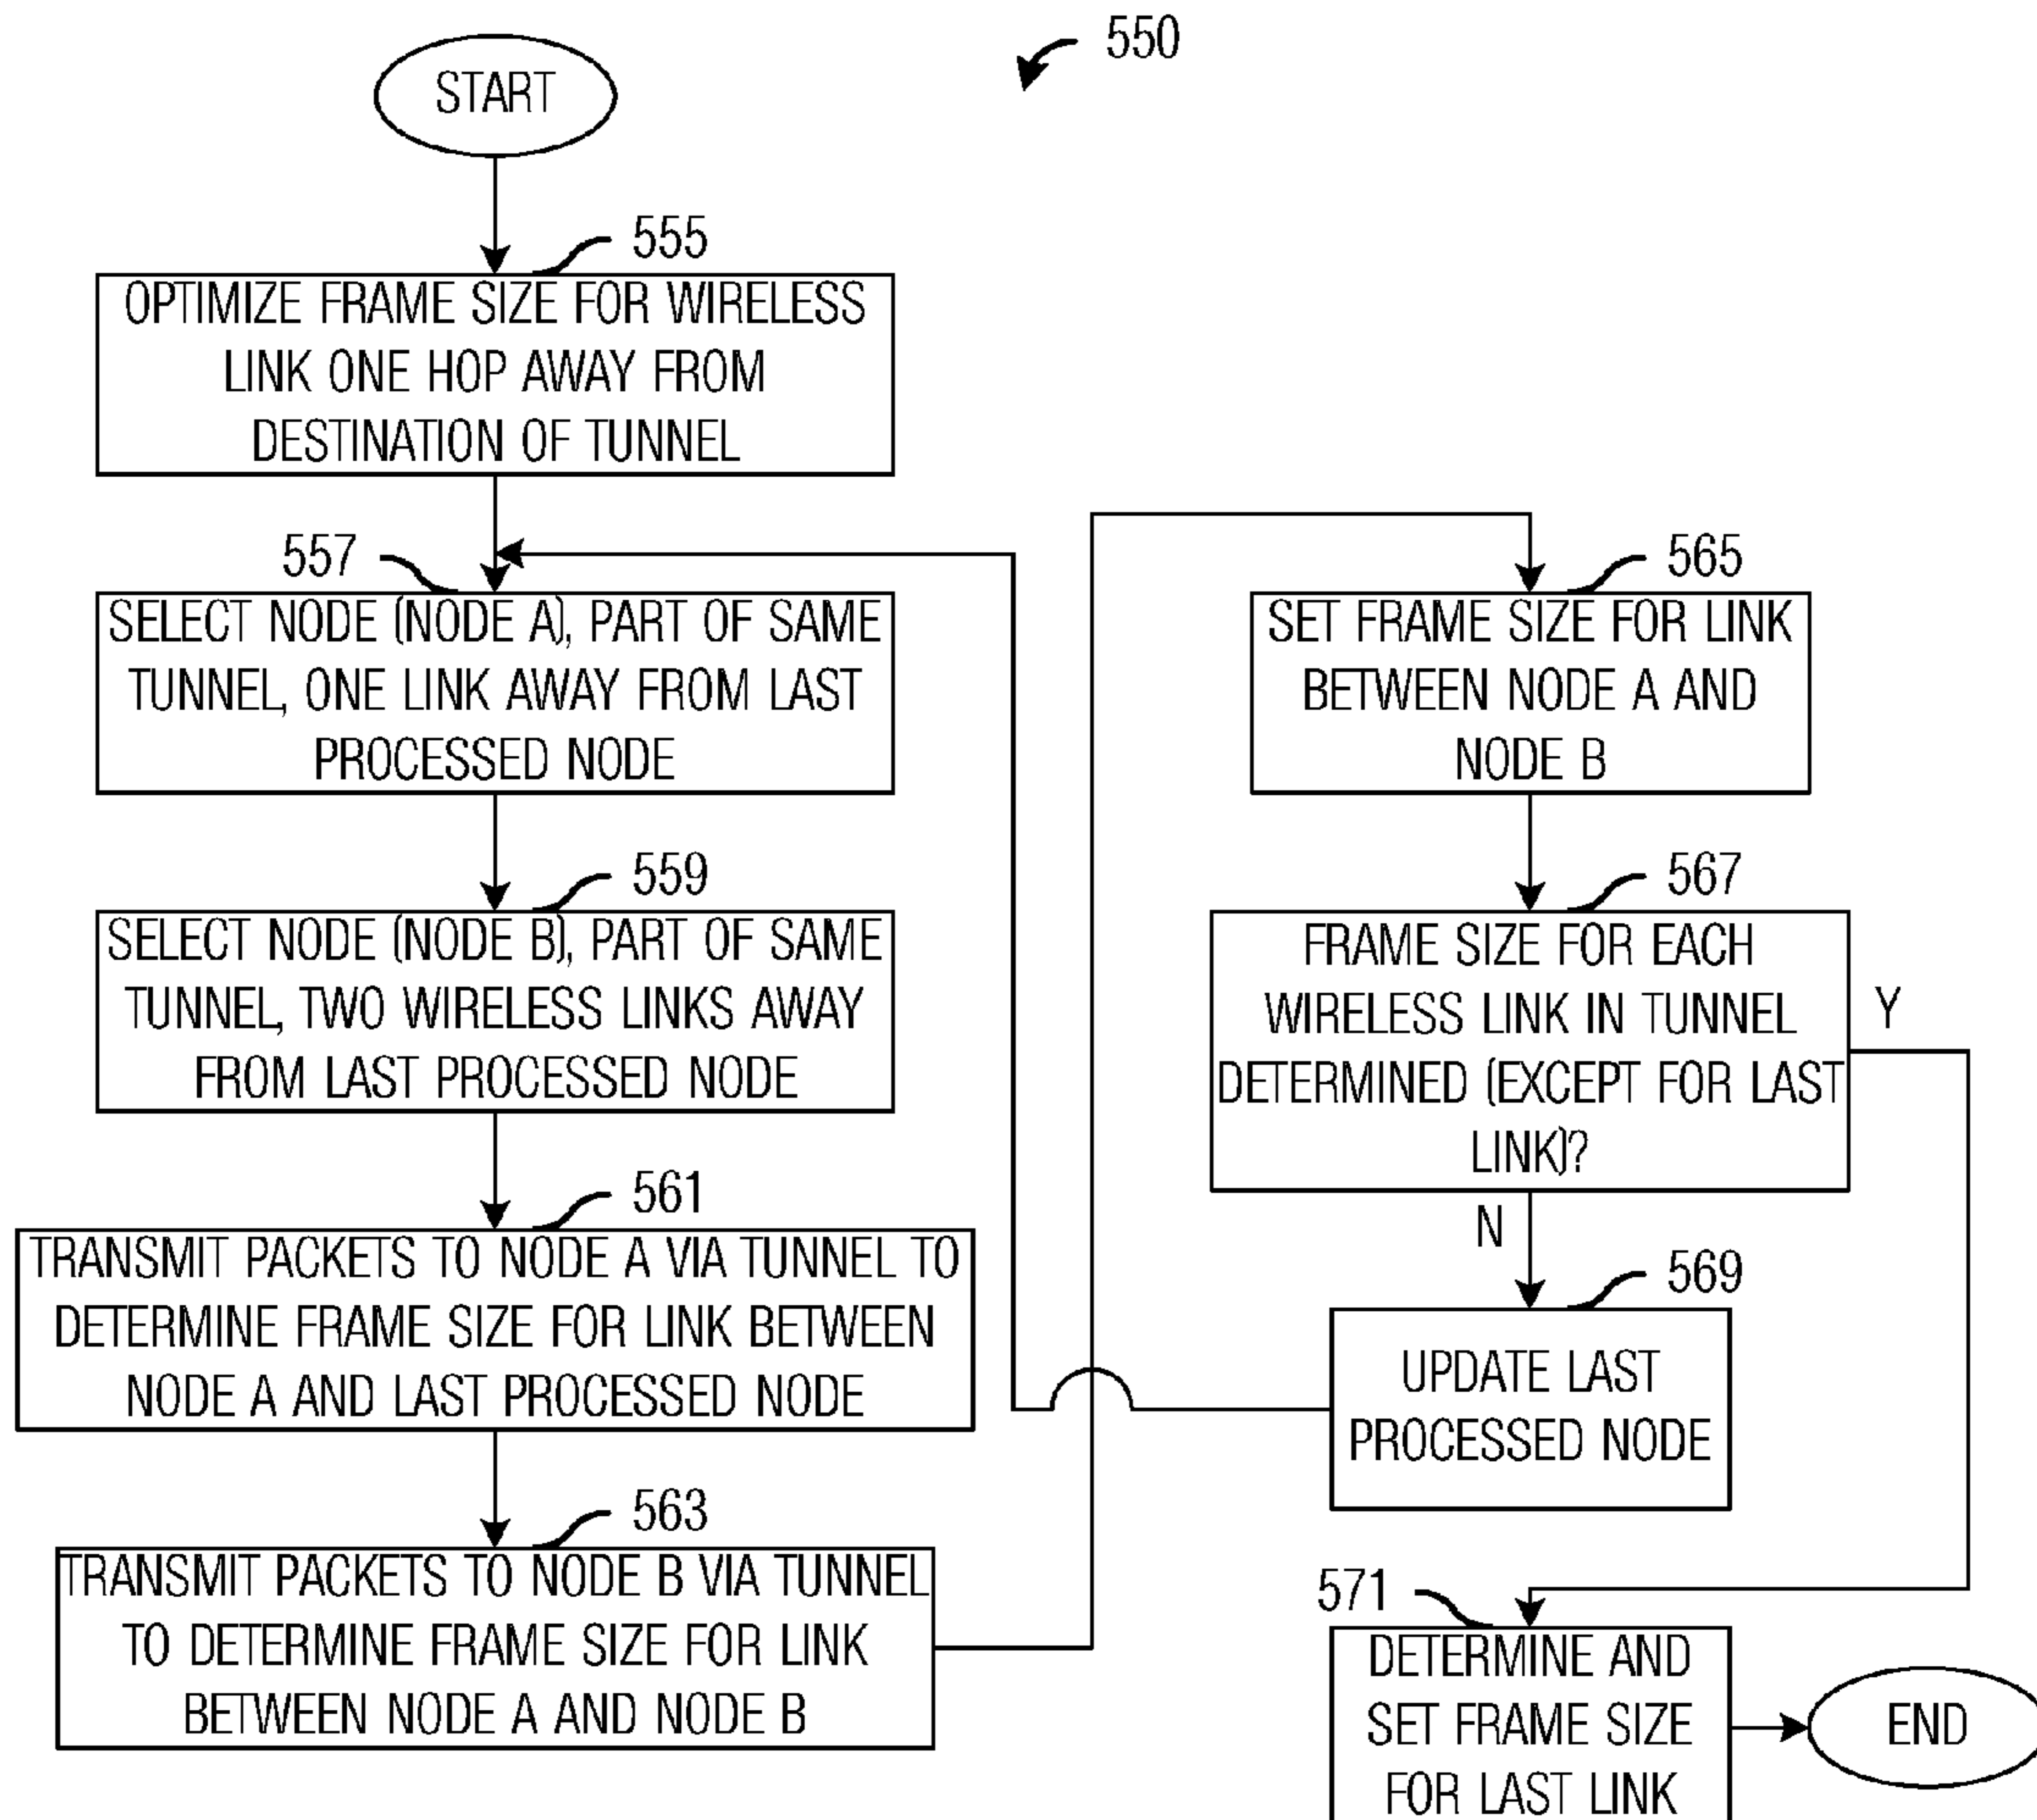 550
START
555
OPTIMIZE FRAME SIZE FOR WIRELESS
LINK ONE HOP AWAY FROM
DESTINATION OF TUNNEL
557
SELECT NODE (NODE A), PART OF SAME
TUNNEL, ONE LINK AWAY FROM LAST
PROCESSED NODE
559
SELECT NODE (NODE B), PART OF SAME
TUNNEL, TWO WIRELESS LINKS AWAY
FROM LAST PROCESSED NODE
561
TRANSMIT PACKETS TO NODE A VIA TUNNEL TO
DETERMINE FRAME SIZE FOR LINK BETWEEN
NODE A AND LAST PROCESSED NODE
563
TRANSMIT PACKETS TO NODE B VIA TUNNEL
TO DETERMINE FRAME SIZE FOR LINK
BETWEEN NODE A AND NODE B
565
SET FRAME SIZE FOR LINK
BETWEEN NODE A AND
NODE B
567
FRAME SIZE FOR EACH
WIRELESS LINK IN TUNNEL
DETERMINED (EXCEPT FOR LAST
LINK)?
Y
N
569
UPDATE LAST
PROCESSED NODE
571
DETERMINE AND
SET FRAME SIZE
FOR LAST LINK
END